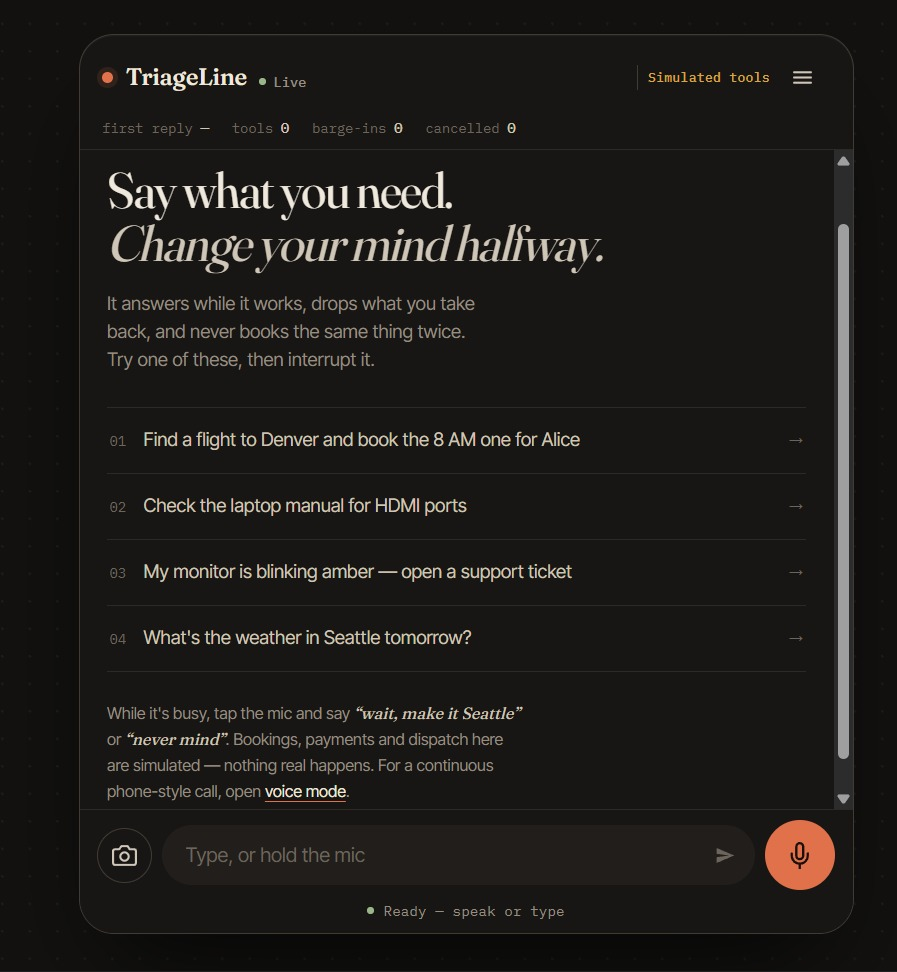 TriageLine
Live
Simulated tools
first reply — tools 0 barge-ins 0 cancelled 0
Say what you need.
Change your mind halfway.
It answers while it works, drops what you take
back, and never books the same thing twice.
Try one of these, then interrupt it.
01 Find a flight to Denver and book the 8 AM one for Alice →
02 Check the laptop manual for HDMI ports →
03 My monitor is blinking amber — open a support ticket →
04 What's the weather in Seattle tomorrow? →
While it's busy, tap the mic and say “wait, make it Seattle”
or “never mind”. Bookings, payments and dispatch here
are simulated — nothing real happens. For a continuous
phone-style call, open voice mode.
Type, or hold the mic
Ready — speak or type